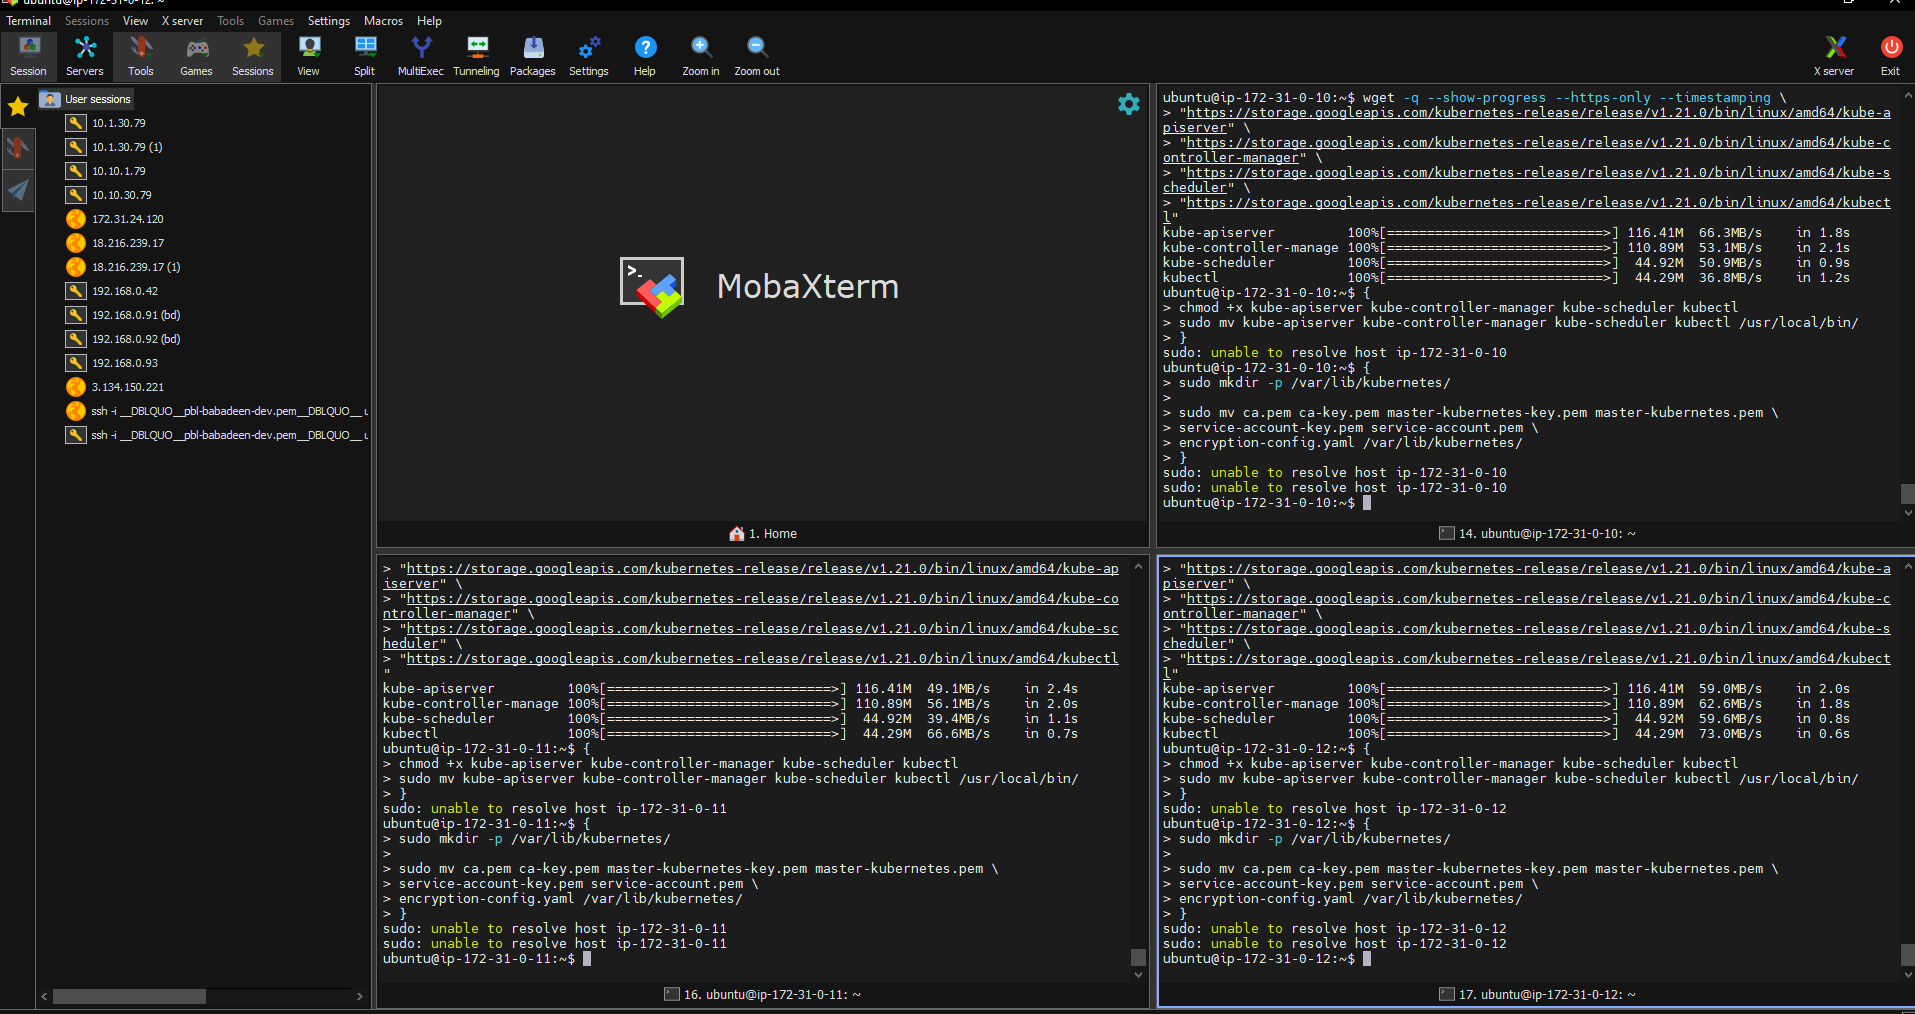 ubuntu@ip-172-31-0-12: ~
Terminal Sessions View X server Tools Games Settings Macros Help
Session Servers Tools Games Sessions View Split MultiExec Tunneling Packages Settings Help Zoom in Zoom out X server Exit
User sessions
10.1.30.79
10.1.30.79 (1)
10.10.1.79
10.10.30.79
172.31.24.120
18.216.239.17
18.216.239.17 (1)
192.168.0.42
192.168.0.91 (bd)
192.168.0.92 (bd)
192.168.0.93
3.134.150.221
ssh -i __DBLQUO__pbl-babadeen-dev.pem__DBLQUO__ u
ssh -i __DBLQUO__pbl-babadeen-dev.pem__DBLQUO__ u
>_
MobaXterm
1. Home
ubuntu@ip-172-31-0-10:~$ wget -q --show-progress --https-only --timestamping \
> "https://storage.googleapis.com/kubernetes-release/release/v1.21.0/bin/linux/amd64/kube-a
piserver" \
> "https://storage.googleapis.com/kubernetes-release/release/v1.21.0/bin/linux/amd64/kube-c
ontroller-manager" \
> "https://storage.googleapis.com/kubernetes-release/release/v1.21.0/bin/linux/amd64/kube-s
cheduler" \
> "https://storage.googleapis.com/kubernetes-release/release/v1.21.0/bin/linux/amd64/kubect
l"
kube-apiserver 100%[===========================>] 116.41M 66.3MB/s in 1.8s
kube-controller-manage 100%[===========================>] 110.89M 53.1MB/s in 2.1s
kube-scheduler 100%[===========================>] 44.92M 50.9MB/s in 0.9s
kubectl 100%[===========================>] 44.29M 36.8MB/s in 1.2s
ubuntu@ip-172-31-0-10:~$ {
> chmod +x kube-apiserver kube-controller-manager kube-scheduler kubectl
> sudo mv kube-apiserver kube-controller-manager kube-scheduler kubectl /usr/local/bin/
> }
sudo: unable to resolve host ip-172-31-0-10
ubuntu@ip-172-31-0-10:~$ {
> sudo mkdir -p /var/lib/kubernetes/
>
> sudo mv ca.pem ca-key.pem master-kubernetes-key.pem master-kubernetes.pem \
> service-account-key.pem service-account.pem \
> encryption-config.yaml /var/lib/kubernetes/
> }
sudo: unable to resolve host ip-172-31-0-10
sudo: unable to resolve host ip-172-31-0-10
ubuntu@ip-172-31-0-10:~$
14. ubuntu@ip-172-31-0-10: ~
> "https://storage.googleapis.com/kubernetes-release/release/v1.21.0/bin/linux/amd64/kube-ap
iserver" \
> "https://storage.googleapis.com/kubernetes-release/release/v1.21.0/bin/linux/amd64/kube-co
ntroller-manager" \
> "https://storage.googleapis.com/kubernetes-release/release/v1.21.0/bin/linux/amd64/kube-sc
heduler" \
> "https://storage.googleapis.com/kubernetes-release/release/v1.21.0/bin/linux/amd64/kubectl
"
kube-apiserver 100%[============================>] 116.41M 49.1MB/s in 2.4s
kube-controller-manage 100%[============================>] 110.89M 56.1MB/s in 2.0s
kube-scheduler 100%[============================>] 44.92M 39.4MB/s in 1.1s
kubectl 100%[============================>] 44.29M 66.6MB/s in 0.7s
ubuntu@ip-172-31-0-11:~$ {
> chmod +x kube-apiserver kube-controller-manager kube-scheduler kubectl
> sudo mv kube-apiserver kube-controller-manager kube-scheduler kubectl /usr/local/bin/
> }
sudo: unable to resolve host ip-172-31-0-11
ubuntu@ip-172-31-0-11:~$ {
> sudo mkdir -p /var/lib/kubernetes/
>
> sudo mv ca.pem ca-key.pem master-kubernetes-key.pem master-kubernetes.pem \
> service-account-key.pem service-account.pem \
> encryption-config.yaml /var/lib/kubernetes/
> }
sudo: unable to resolve host ip-172-31-0-11
sudo: unable to resolve host ip-172-31-0-11
ubuntu@ip-172-31-0-11:~$
16. ubuntu@ip-172-31-0-11: ~
> "https://storage.googleapis.com/kubernetes-release/release/v1.21.0/bin/linux/amd64/kube-a
piserver" \
> "https://storage.googleapis.com/kubernetes-release/release/v1.21.0/bin/linux/amd64/kube-c
ontroller-manager" \
> "https://storage.googleapis.com/kubernetes-release/release/v1.21.0/bin/linux/amd64/kube-s
cheduler" \
> "https://storage.googleapis.com/kubernetes-release/release/v1.21.0/bin/linux/amd64/kubect
l"
kube-apiserver 100%[===========================>] 116.41M 59.0MB/s in 2.0s
kube-controller-manage 100%[===========================>] 110.89M 62.6MB/s in 1.8s
kube-scheduler 100%[===========================>] 44.92M 59.6MB/s in 0.8s
kubectl 100%[===========================>] 44.29M 73.0MB/s in 0.6s
ubuntu@ip-172-31-0-12:~$ {
> chmod +x kube-apiserver kube-controller-manager kube-scheduler kubectl
> sudo mv kube-apiserver kube-controller-manager kube-scheduler kubectl /usr/local/bin/
> }
sudo: unable to resolve host ip-172-31-0-12
ubuntu@ip-172-31-0-12:~$ {
> sudo mkdir -p /var/lib/kubernetes/
>
> sudo mv ca.pem ca-key.pem master-kubernetes-key.pem master-kubernetes.pem \
> service-account-key.pem service-account.pem \
> encryption-config.yaml /var/lib/kubernetes/
> }
sudo: unable to resolve host ip-172-31-0-12
sudo: unable to resolve host ip-172-31-0-12
ubuntu@ip-172-31-0-12:~$
17. ubuntu@ip-172-31-0-12: ~